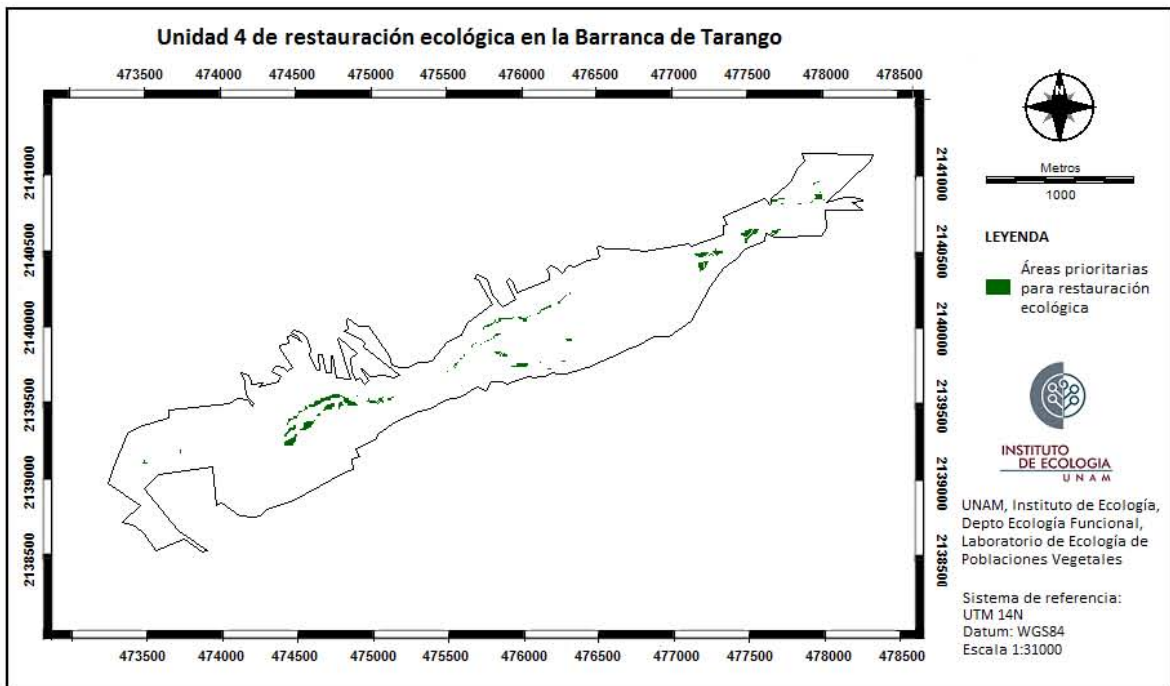 Unidad 4 de restauración ecológica en la Barranca de Tarango
473500 474000 474500 475000 475500 476000 476500 477000 477500 478000 478500
2141000
2140500
2140000
2139500
2139000
2138500
2141000
2140500
2140000
2139500
2139000
2138500
473500 474000 474500 475000 475500 476000 476500 477000 477500 478000 478500
Metros
1000
LEYENDA
Áreas prioritarias
para restauración
ecológica
INSTITUTO
DE ECOLOGIA
UNAM
UNAM, Instituto de Ecología,
Depto Ecología Funcional,
Laboratorio de Ecología de
Poblaciones Vegetales
Sistema de referencia:
UTM 14N
Datum: WGS84
Escala 1:31000